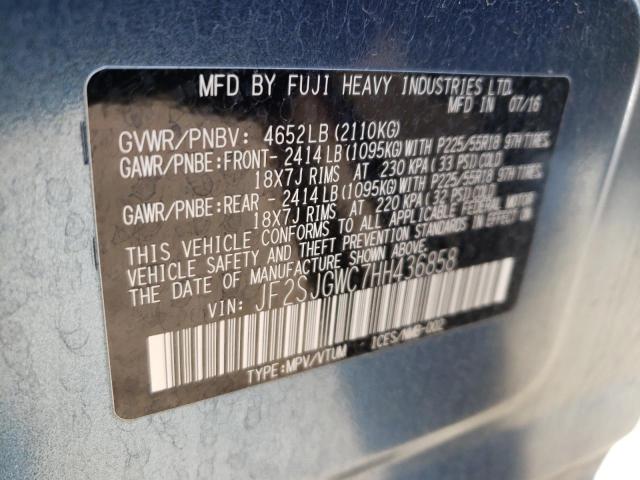 MFD BY FUJI HEAVY INDUSTRIES LTD.
MFD IN 07/16
GVWR/PNBV: 4652LB(2110KG)
GAWR/PNBE:FRONT- 2414LB(1095KG)WITH P225/55R18 97H TIRES,
18X7J RIMS AT 230 KPA(33 PSI)COLD
GAWR/PNBE:REAR - 2414LB(1095KG)WITH P225/55R18 97H TIRES,
18X7J RIMS AT 220 KPA(32 PSI)COLD
THIS VEHICLE CONFORMS TO ALL APPLICABLE FEDERAL MOTOR
VEHICLE SAFETY AND THEFT PREVENTION STANDARDS IN EFFECT ON
THE DATE OF MANUFACTURE SHOWN ABOVE.
VIN: JF2SJGWC7HH436858
TYPE:MPV/VTUM ICES/NMB-002